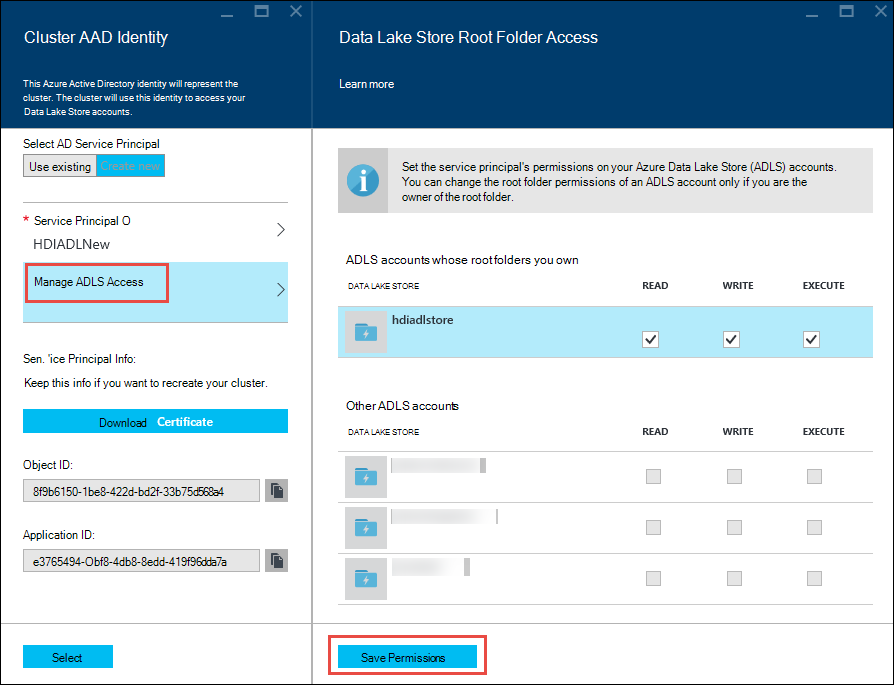 Cluster AAD Identity
This Azure Active Directory identity will represent the
cluster. The cluster will use this identity to access your
Data Lake Store accounts.
Select AD Service Principal
Use existing Create new
* Service Principal O
HDIADLNew
Manage ADLS Access
Sen. 'ice Principal Info:
Keep this info if you want to recreate your cluster.
Download Certificate
Object ID:
8f9b6150-1be8-422d-bd2f-33b75d568a4
Application ID:
e3765494-Obf8-4db8-8edd-419f96dda7a
Select
Data Lake Store Root Folder Access
Learn more
Set the service principal's permissions on your Azure Data Lake Store (ADLS) accounts.
You can change the root folder permissions of an ADLS account only if you are the
owner of the root folder.
ADLS accounts whose root folders you own
DATA LAKE STORE READ WRITE EXECUTE
hdiadlstore
Other ADLS accounts
DATA LAKE STORE READ WRITE EXECUTE
Save Permissions